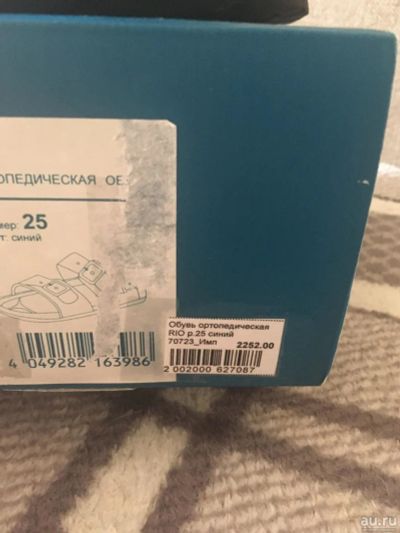 ОПЕДИЧЕСКАЯ ОБ
мер: 25
т: синий
4 049282 163986
Обувь ортопедическая
RIO р.25 синий
70723_Имп 2252.00
2 002000 627087
au.ru